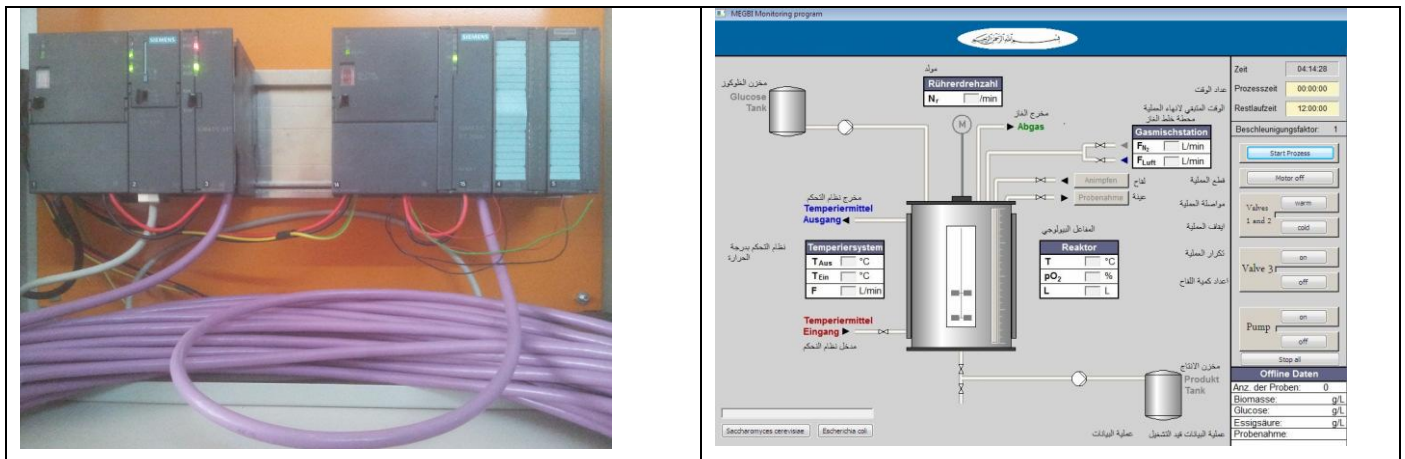 SIEMENS
SIEMENS
MEGBI Monitoring program
مخزن الغلوكوز
Glucose
Tank
مولد
Rührerdrehzahl
Nr /min
M
مخرج الغاز
Abgas
عداد الوقت
الوقت المتبقي لانهاء العملية
محطة خلط الغاز
Gasmischstation
FN2 L/min
FLuft L/min
Animpfen لقاح
Probenahme عينة
قطع العملية
مواصلة العملية
ايقاف العملية
تكرار العملية
اعداد كمية اللقاح
مخرج نظام التحكم
Temperiermittel
Ausgang
نظام التحكم بدرجة
الحرارة
Temperiersystem
TAus °C
TEin °C
F L/min
المفاعل البيولوجي
Reaktor
T °C
pO2 %
L L
Temperiermittel
Eingang
مدخل نظام التحكم
مخزن الانتاج
Produkt
Tank
Saccharomyces cerevisiae
Escherichia coli
عملية البيانات
عملية البيانات قيد التشغيل
Zeit 04:14:28
Prozesszeit 00:00:00
Restlaufzeit 12:00:00
Beschleunigungsfaktor: 1
Start Prozess
Motor off
Valves
1 and 2
warm
cold
Valve 3
on
off
Pump
on
off
Stop all
Offline Daten
Anz. der Proben: 0
Biomasse: g/L
Glucose: g/L
Essigsäure: g/L
Probenahme